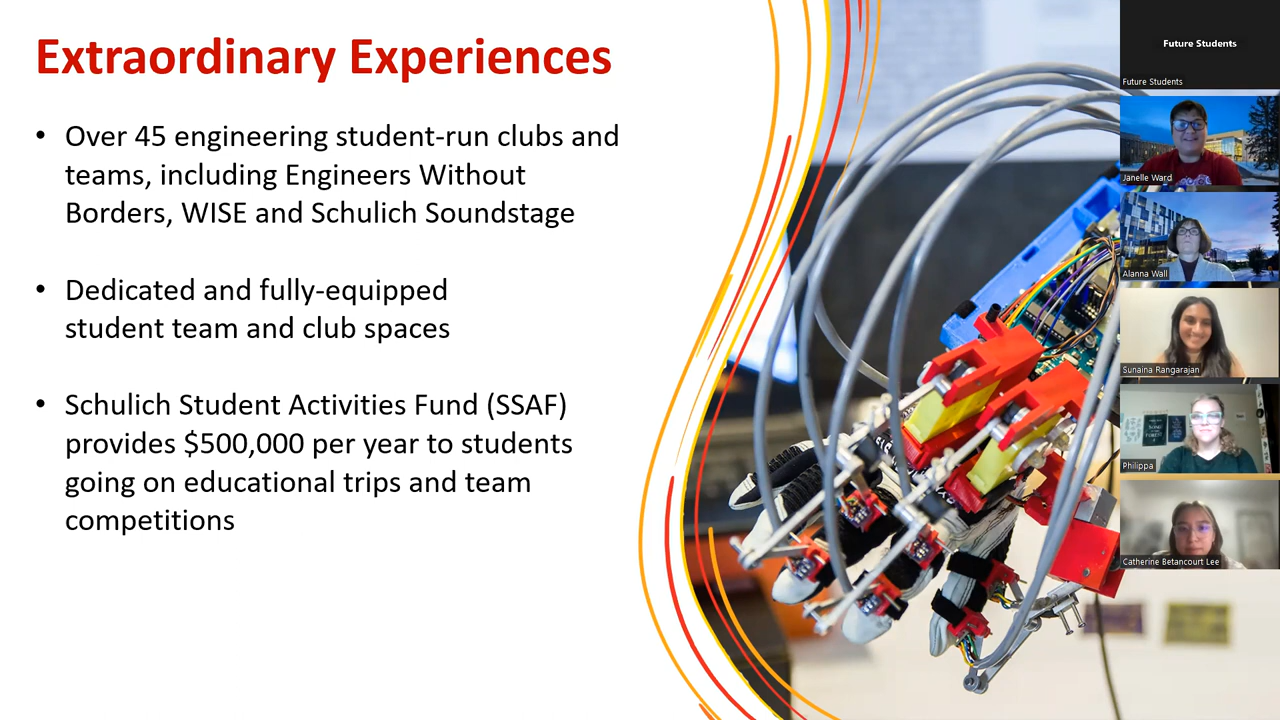 Extraordinary Experiences
• Over 45 engineering student-run clubs and
teams, including Engineers Without
Borders, WISE and Schulich Soundstage
• Dedicated and fully-equipped
student team and club spaces
• Schulich Student Activities Fund (SSAF)
provides $500,000 per year to students
going on educational trips and team
competitions
Future Students
Future Students
Janelle Ward
Alanna Wall
Sunaina Rangarajan
Philippa
Catherine Betancourt Lee